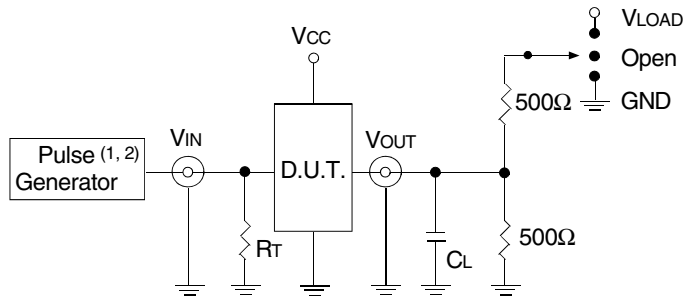 VLOAD
Open
GND
VCC
500Ω
VIN
VOUT
Pulse (1, 2)
Generator
D.U.T.
RT
CL
500Ω